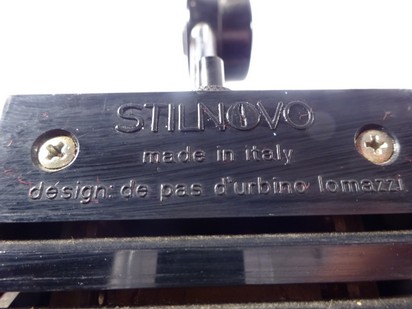 STILNOVO
made in italy
design: de pas d'urbino lomazzi